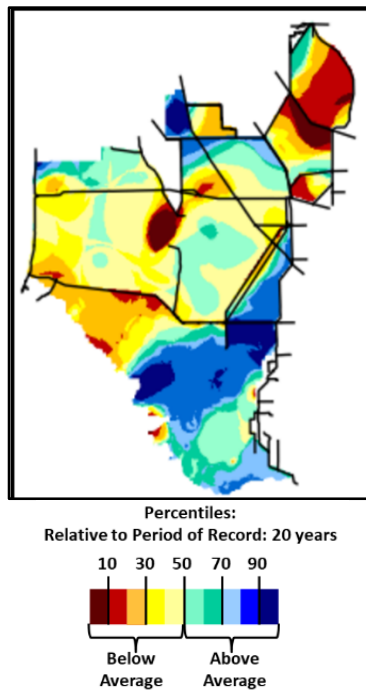 Percentiles:
Relative to Period of Record: 20 years
10 30 50 70 90
Below Above
Average Average